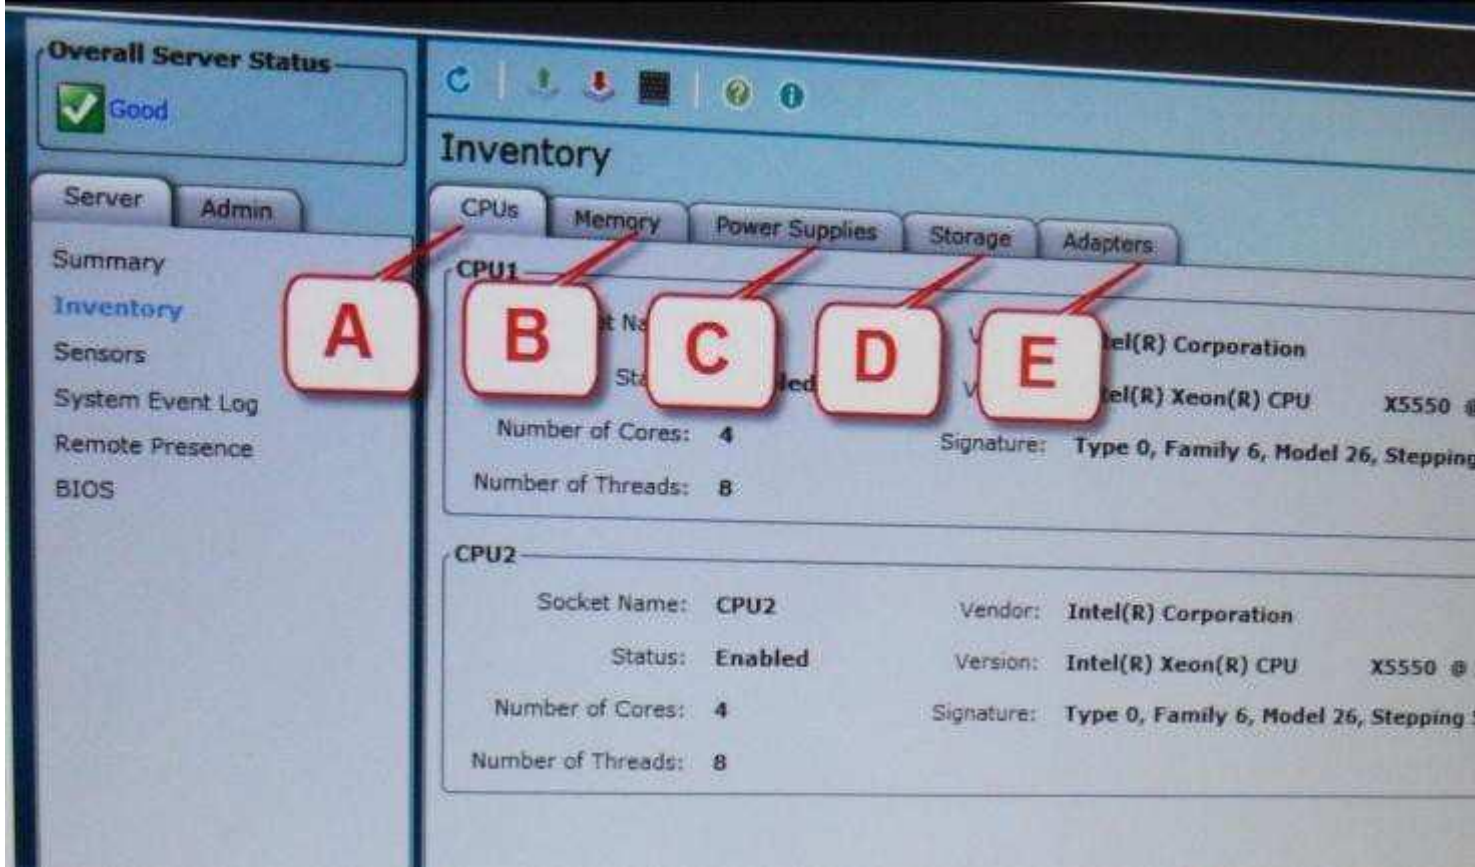 Overall Server Status
Good
Server Admin
Summary
Inventory
Sensors
System Event Log
Remote Presence
BIOS
Inventory
CPUs Memory Power Supplies Storage Adapters
A B C D E
CPU1
Corporation
Xeon(R) CPU X5550
Number of Cores: 4 Signature: Type 0, Family 6, Model 26, Stepping
Number of Threads: 8
CPU2
Socket Name: CPU2 Vendor: Intel(R) Corporation
Status: Enabled Version: Intel(R) Xeon(R) CPU X5550 @
Number of Cores: 4 Signature: Type 0, Family 6, Model 26, Stepping
Number of Threads: 8